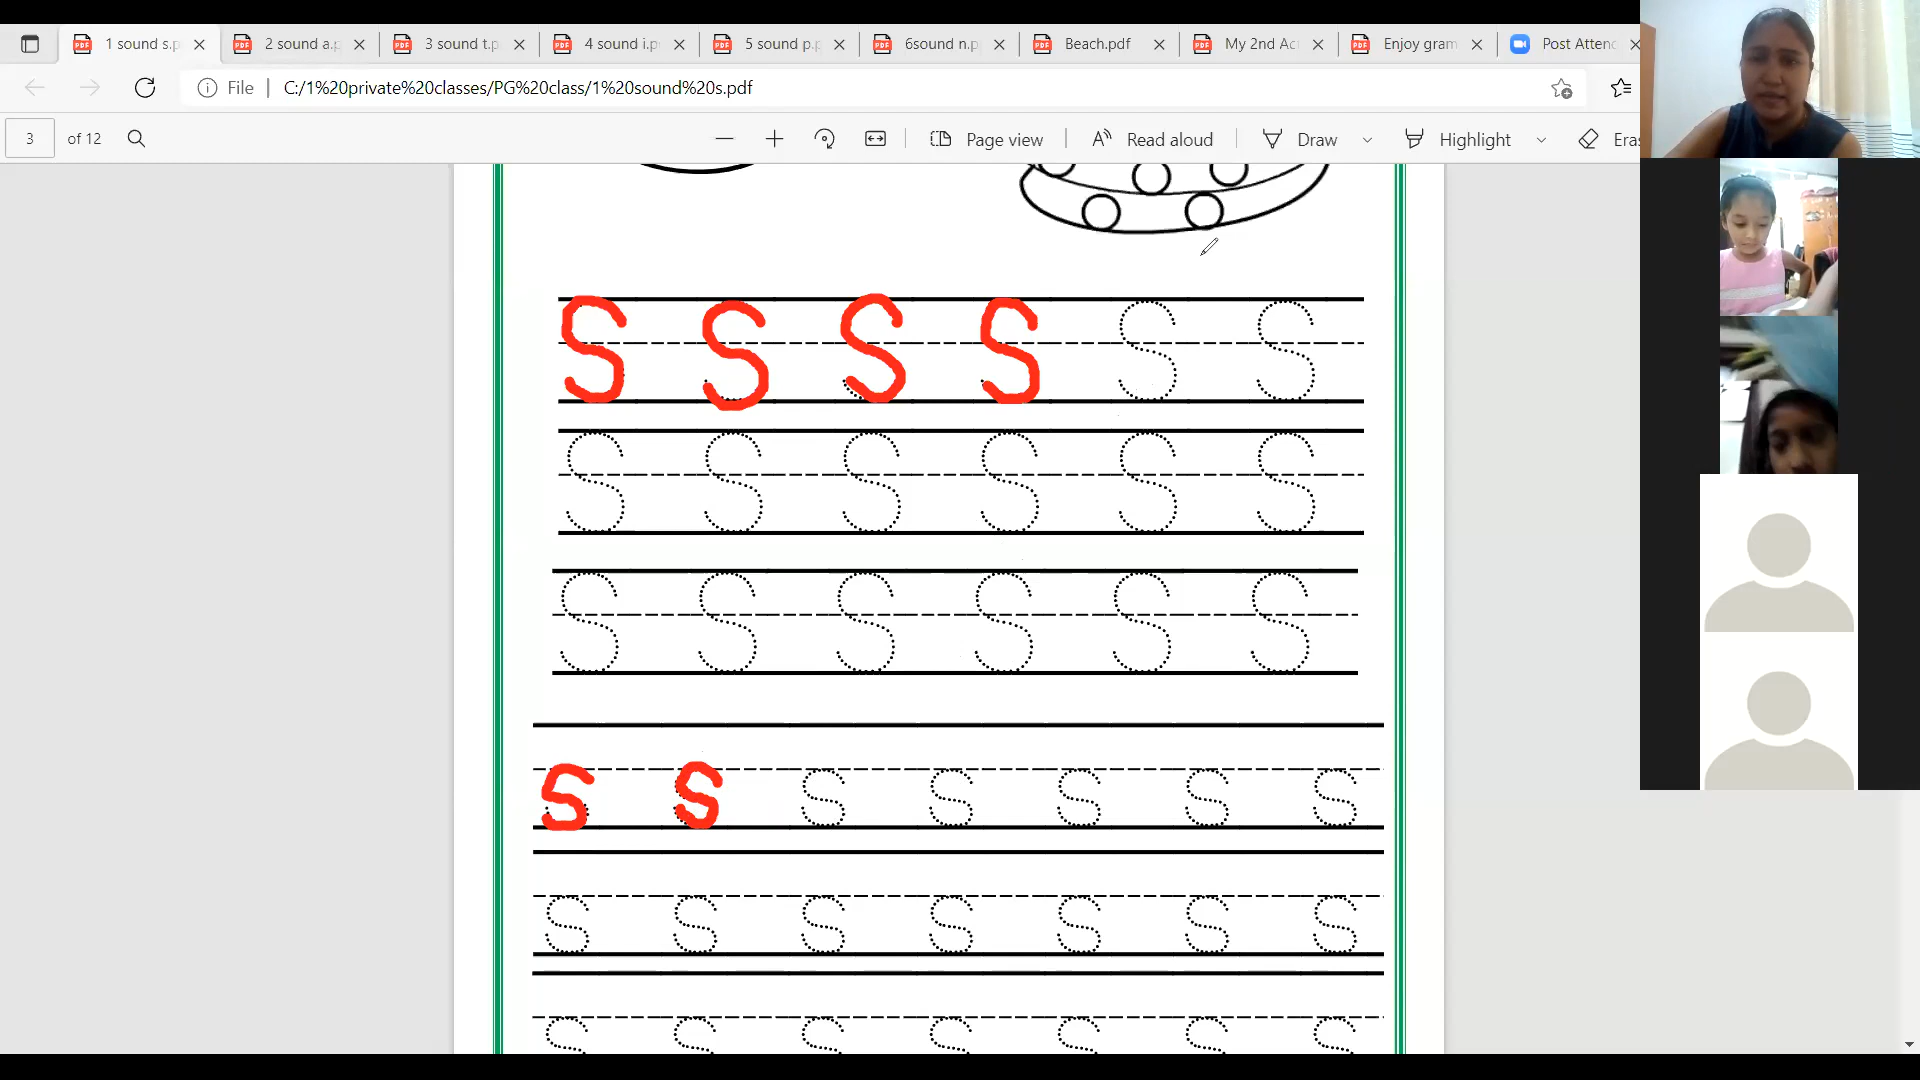 1 sound s.p 2 sound a.p 3 sound t.p 4 sound i.p 5 sound p.p 6sound n.p Beach.pdf My 2nd Ac Enjoy gram Post Atten
File | C:/1%20private%20classes/PG%20class/1%20sound%20s.pdf
3 of 12 Page view Read aloud Draw Highlight Eras
S S S S S S
S S S S S S
S S S S S S
s s s s s s s
s s s s s s s
s s s s s s s